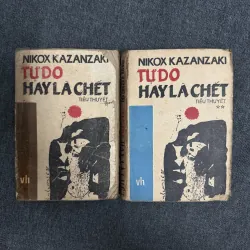 NIKOX KAZANZAKI
TỰ DO
HAY LÀ CHẾT
TIỂU THUYẾT
vh
NIKOX KAZANZAKI
TỰ DO
HAY LÀ CHẾT
TIỂU THUYẾT
**
vh